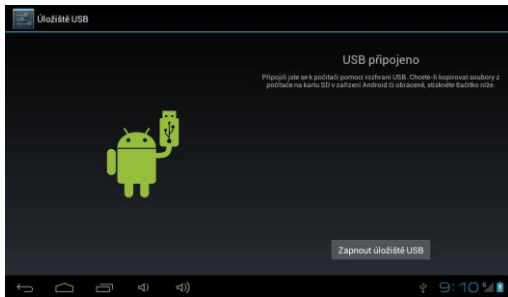 Úložiště USB
USB připojeno
Připojili jste se k počítači pomocí rozhraní USB. Chcete-li kopírovat soubory z
počítače na kartu SD v zařízení Android či obráceně, stiskněte tlačítko níže.
Zapnout úložiště USB
9:10